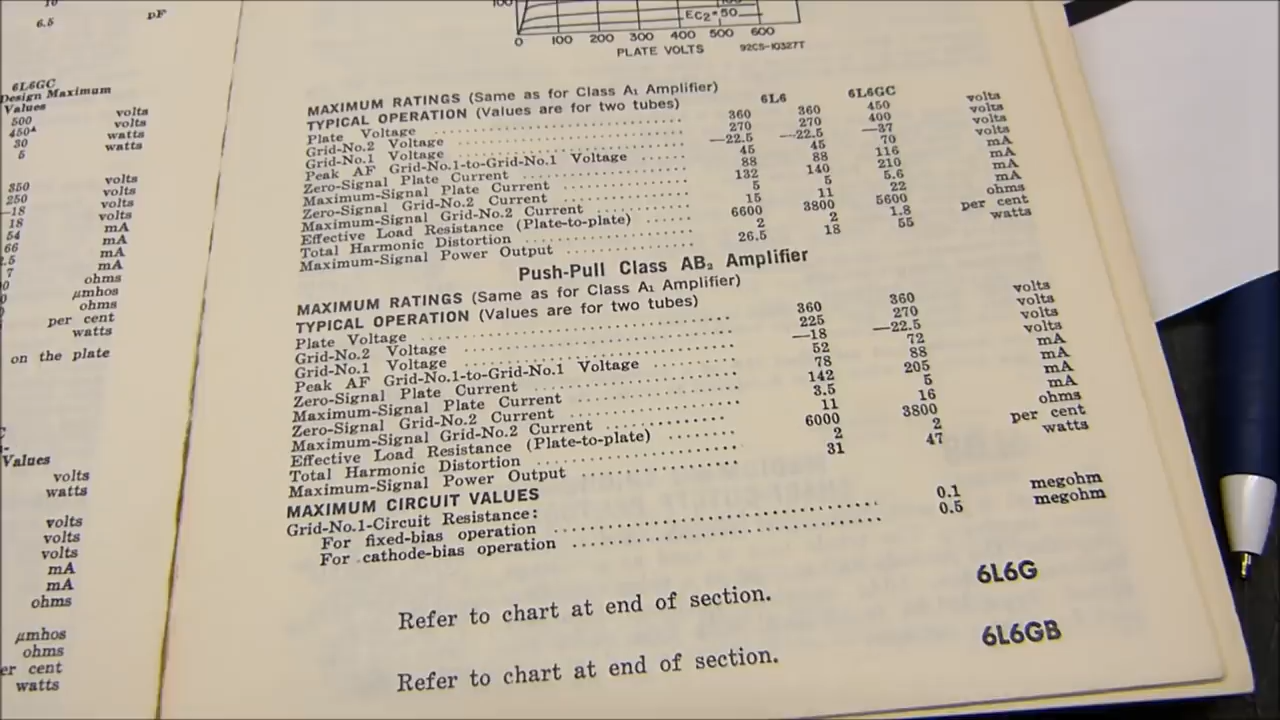 10
6.5 pF
6L6GC
Design Maximum
Values
500 volts
450▲ volts
30 watts
5 watts
350 volts
250 volts
—18 volts
18 volts
54 mA
66 mA
2.5 mA
7 mA
ohms
μmhos
ohms
per cent
watts
on the plate
Values
volts
watts
volts
volts
volts
mA
mA
ohms
μmhos
ohms
per cent
watts
100
EC2=50
0 100 200 300 400 500 600
PLATE VOLTS 92CS-10327T
MAXIMUM RATINGS (Same as for Class A1 Amplifier)
TYPICAL OPERATION (Values are for two tubes) 6L6 6L6GC
Plate Voltage 360 360 450 volts
Grid-No.2 Voltage 270 270 400 volts
Grid-No.1 Voltage —22.5 —22.5 —37 volts
Peak AF Grid-No.1-to-Grid-No.1 Voltage 45 45 70 volts
Zero-Signal Plate Current 88 88 116 mA
Maximum-Signal Plate Current 132 140 210 mA
Zero-Signal Grid-No.2 Current 5 5 5.6 mA
Maximum-Signal Grid-No.2 Current 15 11 22 mA
Effective Load Resistance (Plate-to-plate) 6600 3800 5600 ohms
Total Harmonic Distortion 2 2 1.8 per cent
Maximum-Signal Power Output 26.5 18 55 watts
Push-Pull Class AB2 Amplifier
MAXIMUM RATINGS (Same as for Class A1 Amplifier)
TYPICAL OPERATION (Values are for two tubes)
Plate Voltage 360 360 volts
Grid-No.2 Voltage 225 270 volts
Grid-No.1 Voltage —18 —22.5 volts
Peak AF Grid-No.1-to-Grid-No.1 Voltage 52 72 volts
Zero-Signal Plate Current 78 88 mA
Maximum-Signal Plate Current 142 205 mA
Zero-Signal Grid-No.2 Current 3.5 5 mA
Maximum-Signal Grid-No.2 Current 11 16 mA
Effective Load Resistance (Plate-to-plate) 6000 3800 ohms
Total Harmonic Distortion 2 2 per cent
Maximum-Signal Power Output 31 47 watts
MAXIMUM CIRCUIT VALUES
Grid-No.1-Circuit Resistance:
For fixed-bias operation 0.1 megohm
For cathode-bias operation 0.5 megohm
6L6G
Refer to chart at end of section.
6L6GB
Refer to chart at end of section.